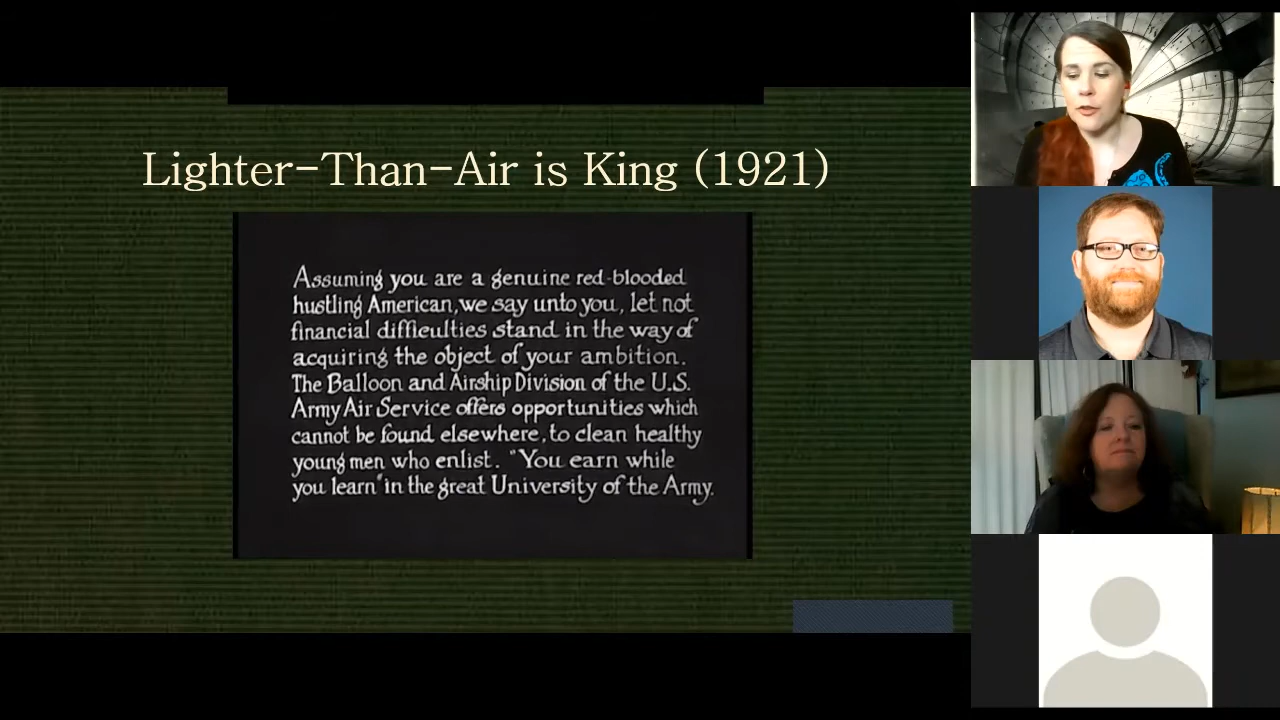 Lighter-Than-Air is King (1921)
Assuming you are a genuine red-blooded
hustling American, we say unto you, let not
financial difficulties stand in the way of
acquiring the object of your ambition.
The Balloon and Airship Division of the U.S.
Army Air Service offers opportunities which
cannot be found elsewhere, to clean healthy
young men who enlist. "You earn while
you learn" in the great University of the Army.